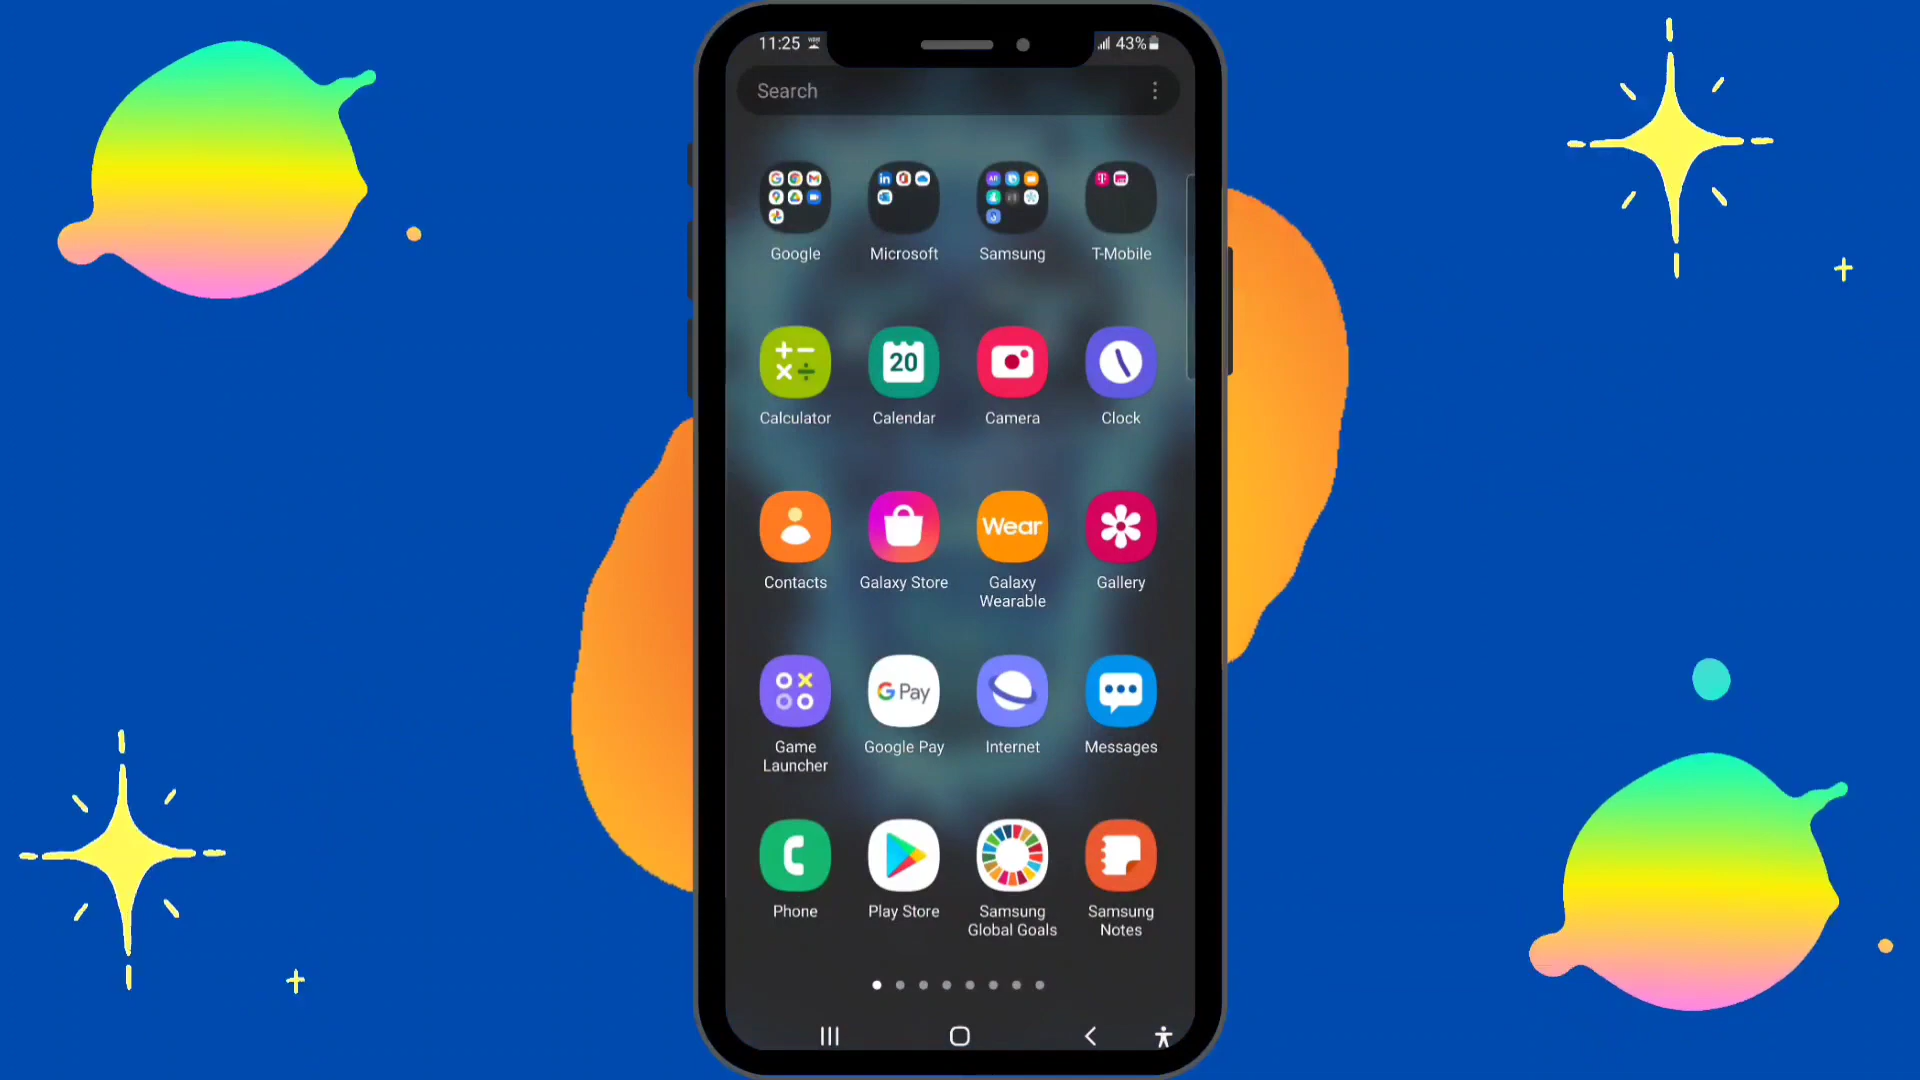 11:25
43%
Search
Google
Microsoft
Samsung
T-Mobile
20
Calculator
Calendar
Camera
Clock
Wear
Contacts
Galaxy Store
Galaxy
Wearable
Gallery
G Pay
Game
Launcher
Google Pay
Internet
Messages
Phone
Play Store
Samsung
Global Goals
Samsung
Notes